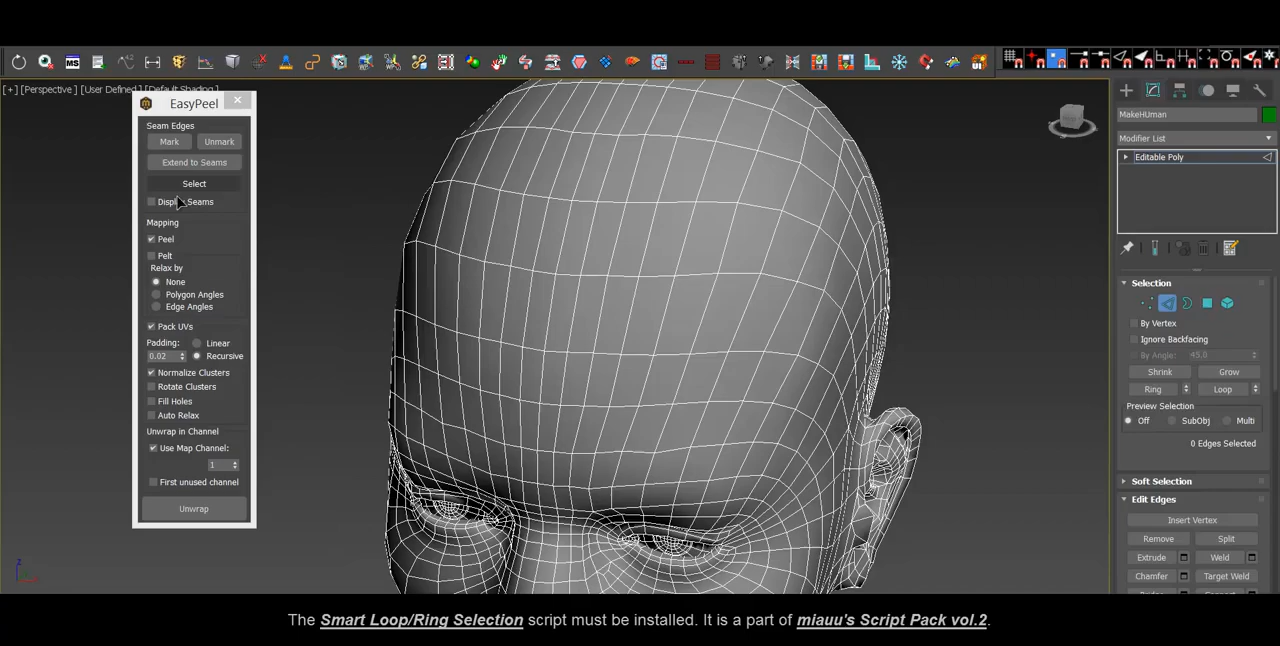 [+] [Perspective] [User Defined] [Default Shading]
EasyPeel
Seam Edges
Mark
Unmark
Extend to Seams
Select
Display Seams
Mapping
Peel
Pelt
Relax by
None
Polygon Angles
Edge Angles
Pack UVs
Padding:
Linear
0.02
Recursive
Normalize Clusters
Rotate Clusters
Fill Holes
Auto Relax
Unwrap in Channel
Use Map Channel:
1
First unused channel
Unwrap
MakeHUman
Modifier List
Editable Poly
Selection
By Vertex
Ignore Backfacing
By Angle:
45.0
Shrink
Grow
Ring
Loop
Preview Selection
Off
SubObj
Multi
0 Edges Selected
Soft Selection
Edit Edges
Insert Vertex
Remove
Split
Extrude
Weld
Chamfer
Target Weld
The Smart Loop/Ring Selection script must be installed. It is a part of miauu's Script Pack vol.2.